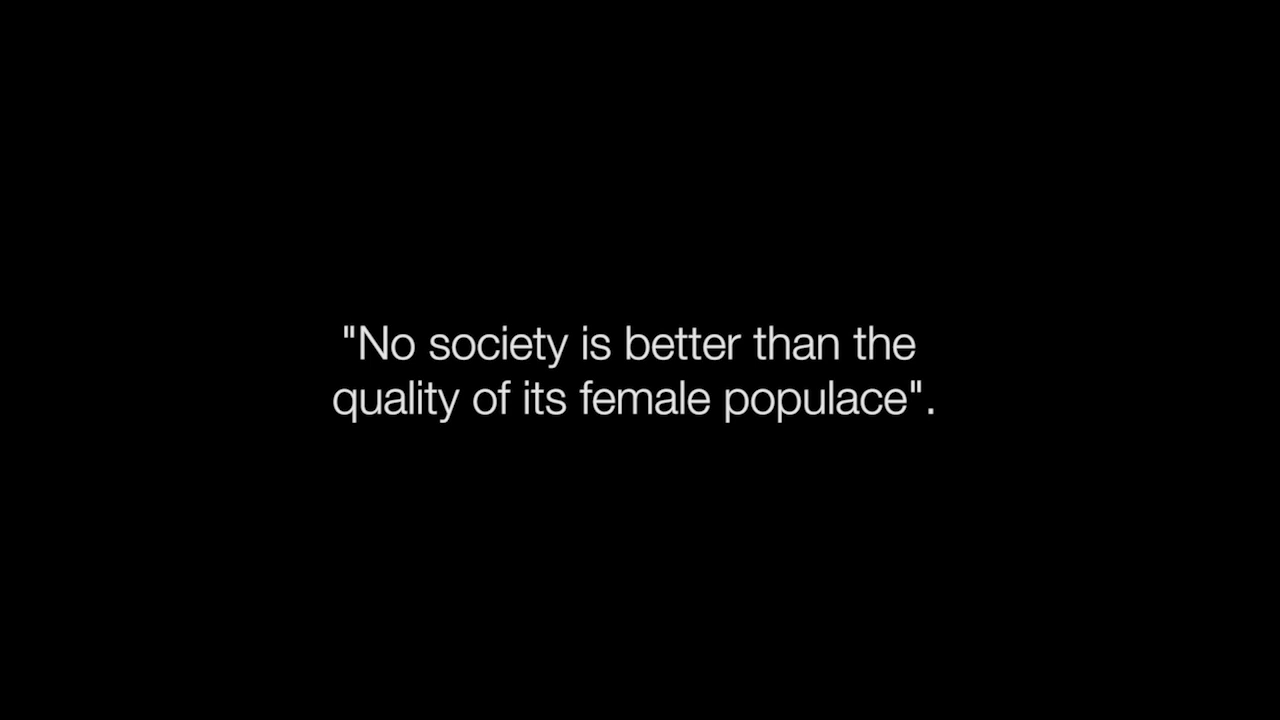 "No society is better than the
quality of its female populace".